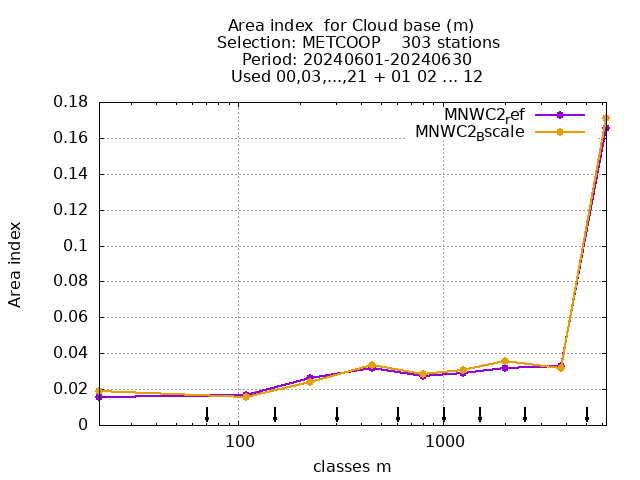 Area index  for Cloud base (m)
Selection: METCOOP    303 stations
Period: 20240601-20240630
Used 00,03,...,21 + 01 02 ... 12
MNWC2ref
MNWC2Bscale
0.18
0.16
0.14
0.12
0.1
0.08
0.06
0.04
0.02
0
Area index
100
1000
classes m